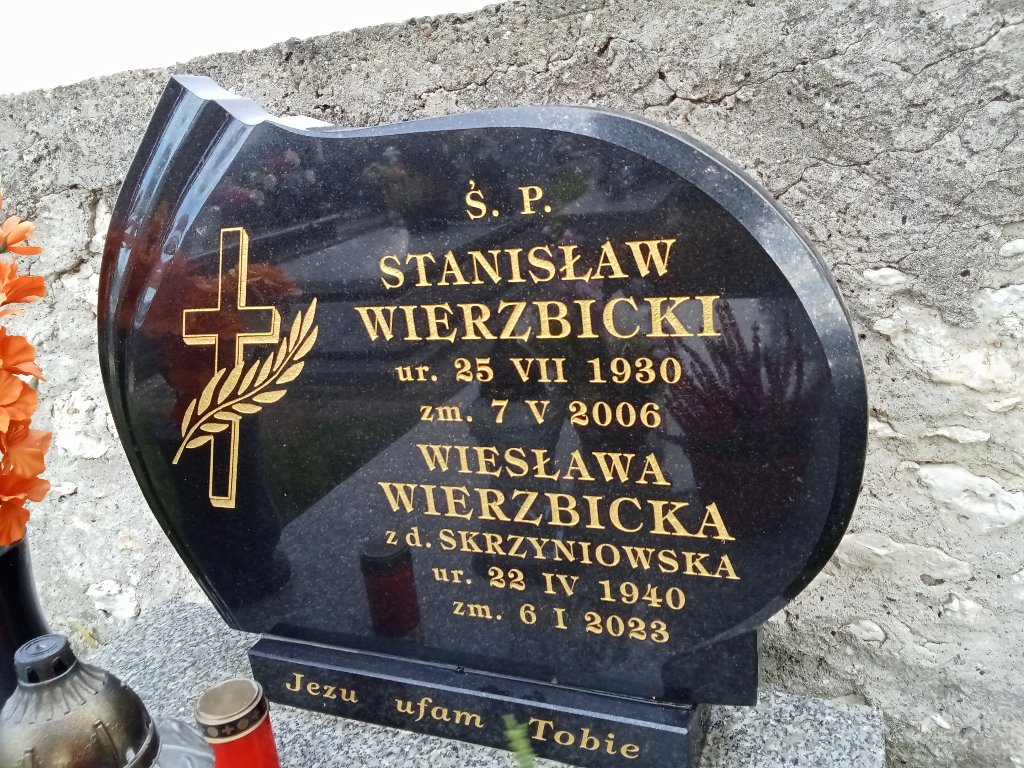 Ś. P.
STANISŁAW
WIERZBICKI
ur. 25 VII 1930
zm. 7 V 2006
WIESŁAWA
WIERZBICKA
z d. SKRZYNIOWSKA
ur. 22 IV 1940
zm. 6 I 2023
Jezu ufam Tobie